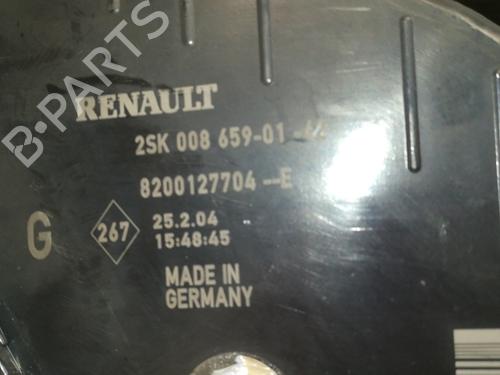 B-PARTS
RENAULT
2SK 008 659-01
8200127704 --E
G
267
25.2.04
15:48:45
MADE IN
GERMANY